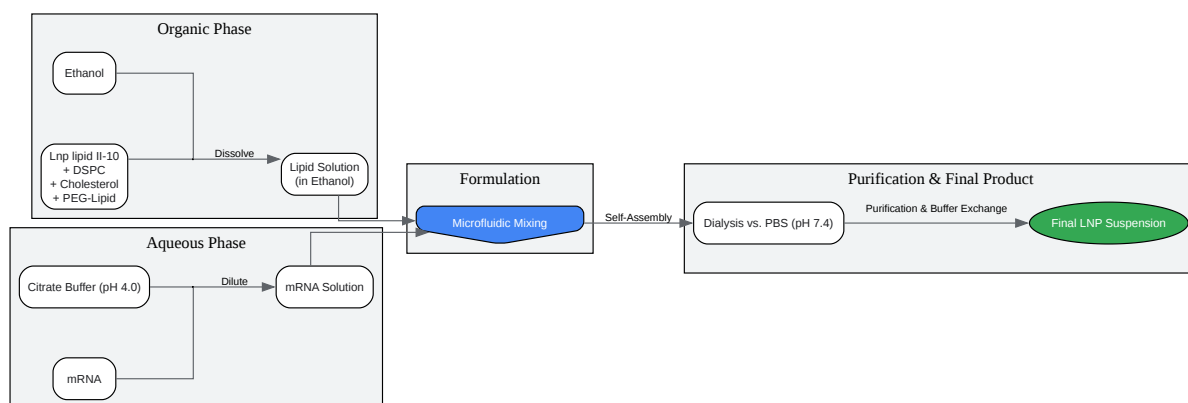 Organic Phase
Ethanol
Lnp lipid II-10
+ DSPC
+ Cholesterol
+ PEG-Lipid
Dissolve
Lipid Solution
(in Ethanol)
Aqueous Phase
Citrate Buffer (pH 4.0)
Dilute
mRNA Solution
mRNA
Formulation
Microfluidic Mixing
Self-Assembly
Purification & Final Product
Dialysis vs. PBS (pH 7.4)
Purification & Buffer Exchange
Final LNP Suspension